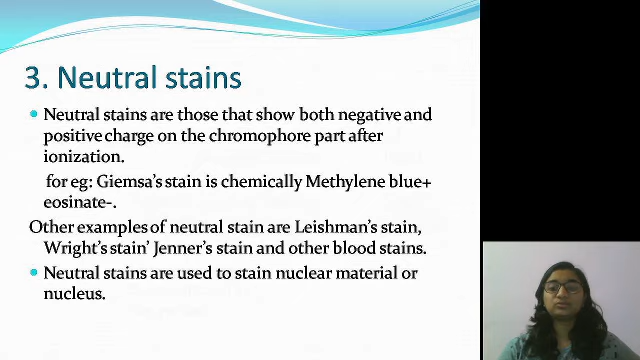 3. Neutral stains
Neutral stains are those that show both negative and
positive charge on the chromophore part after
ionization.
for eg: Giemsa's stain is chemically Methylene blue+
eosinate-.
Other examples of neutral stain are Leishman's stain,
Wright's stain' Jenner's stain and other blood stains.
Neutral stains are used to stain nuclear material or
nucleus.